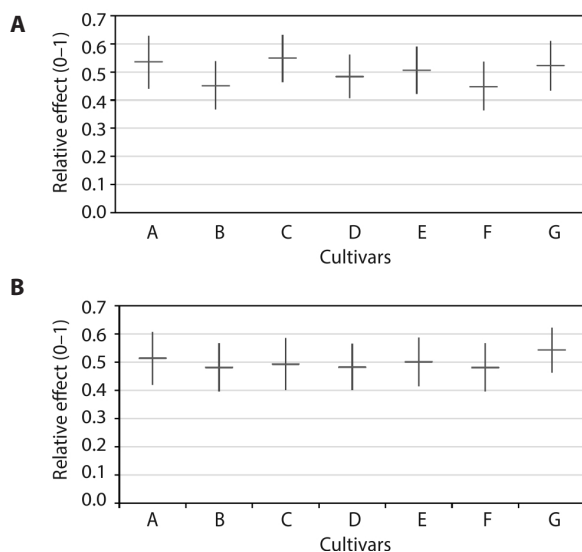 A
Relative effect (0–1)
0.7
0.6
0.5
0.4
0.3
0.2
0.1
0.0
A B C D E F G
Cultivars
B
Relative effect (0–1)
0.7
0.6
0.5
0.4
0.3
0.2
0.1
0.0
A B C D E F G
Cultivars